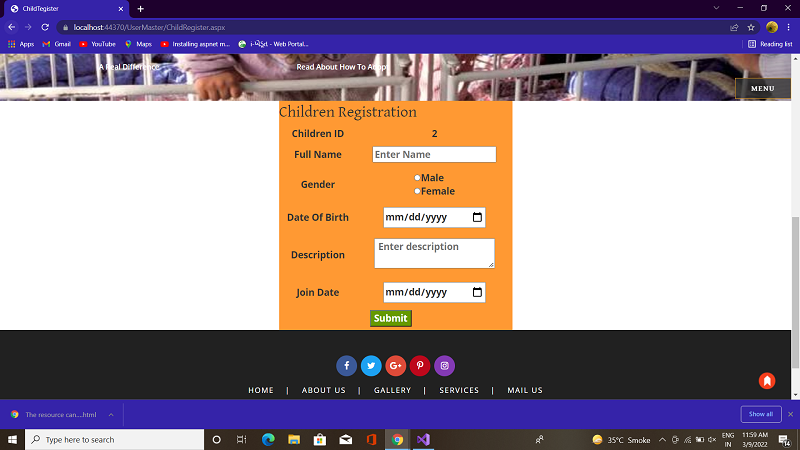 ChildTegister
localhost:44370/UserMaster/ChildRegister.aspx
Apps Gmail YouTube Maps Installing aspnet m... - Web Portal... Reading list
A Real Difference Read About How To Adopt
MENU
Children Registration
Children ID 2
Full Name Enter Name
Gender Male
Female
Date Of Birth mm/dd/yyyy
Description Enter description
Join Date mm/dd/yyyy
Submit
HOME | ABOUT US | GALLERY | SERVICES | MAIL US
The resource can....html Show all
Type here to search 35°C Smoke ENG IN 11:59 AM 3/9/2022 14